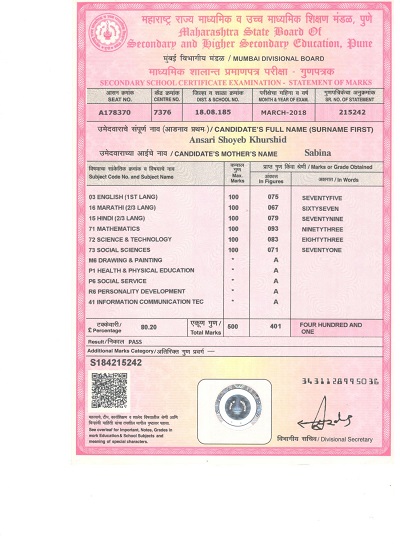 महाराष्ट्र राज्य माध्यमिक व उच्च माध्यमिक शिक्षण मंडळ, पुणे
Maharashtra State Board Of
Secondary and Higher Secondary Education, Pune
मुंबई विभागीय मंडळ / MUMBAI DIVISIONAL BOARD
माध्यमिक शालान्त प्रमाणपत्र परीक्षा - गुणपत्रक
SECONDARY SCHOOL CERTIFICATE EXAMINATION - STATEMENT OF MARKS
आसन क्रमांक केंद्र क्रमांक जिल्हा व शाळा क्रमांक परीक्षेचा महिना व वर्ष गुणपत्रिकेचा अनुक्रमांक
SEAT NO. CENTRE NO. DIST. & SCHOOL NO. MONTH & YEAR OF EXAM. SR. NO. OF STATEMENT
A178370 7376 18.08.185 MARCH-2018 215242
उमेदवाराचे संपूर्ण नाव (आडनाव प्रथम) / CANDIDATE'S FULL NAME (SURNAME FIRST)
Ansari Shoyeb Khurshid
उमेदवाराच्या आईचे नाव / CANDIDATE'S MOTHER'S NAME Sabina
विषयाचा सांकेतिक क्रमांक व विषयाचे नाव
Subject Code No. and Subject Name
कमाल गुण
Max. Marks
प्राप्त गुण किंवा श्रेणी / Marks or Grade Obtained
अंकात
In Figures
अक्षरात / In Words
03 ENGLISH (1ST LANG) 100 075 SEVENTYFIVE
16 MARATHI (2/3 LANG) 100 067 SIXTYSEVEN
15 HINDI (2/3 LANG) 100 079 SEVENTYNINE
71 MATHEMATICS 100 093 NINETYTHREE
72 SCIENCE & TECHNOLOGY 100 083 EIGHTYTHREE
73 SOCIAL SCIENCES 100 071 SEVENTYONE
M6 DRAWING & PAINTING * A
P1 HEALTH & PHYSICAL EDUCATION * A
P6 SOCIAL SERVICE * A
R6 PERSONALITY DEVELOPMENT * A
41 INFORMATION COMMUNICATION TEC * A
टक्केवारी/ Percentage 80.20 एकूण गुण / Total Marks 500 401 FOUR HUNDRED AND ONE
Result/निकाल PASS
Additional Marks Category/अतिरिक्त गुण प्रवर्ग —
S184215242
3431128995036
See overleaf for Important, Notes, Grades in
work Education & School Subjects and
meaning of special characters.
विभागीय सचिव / Divisional Secretary